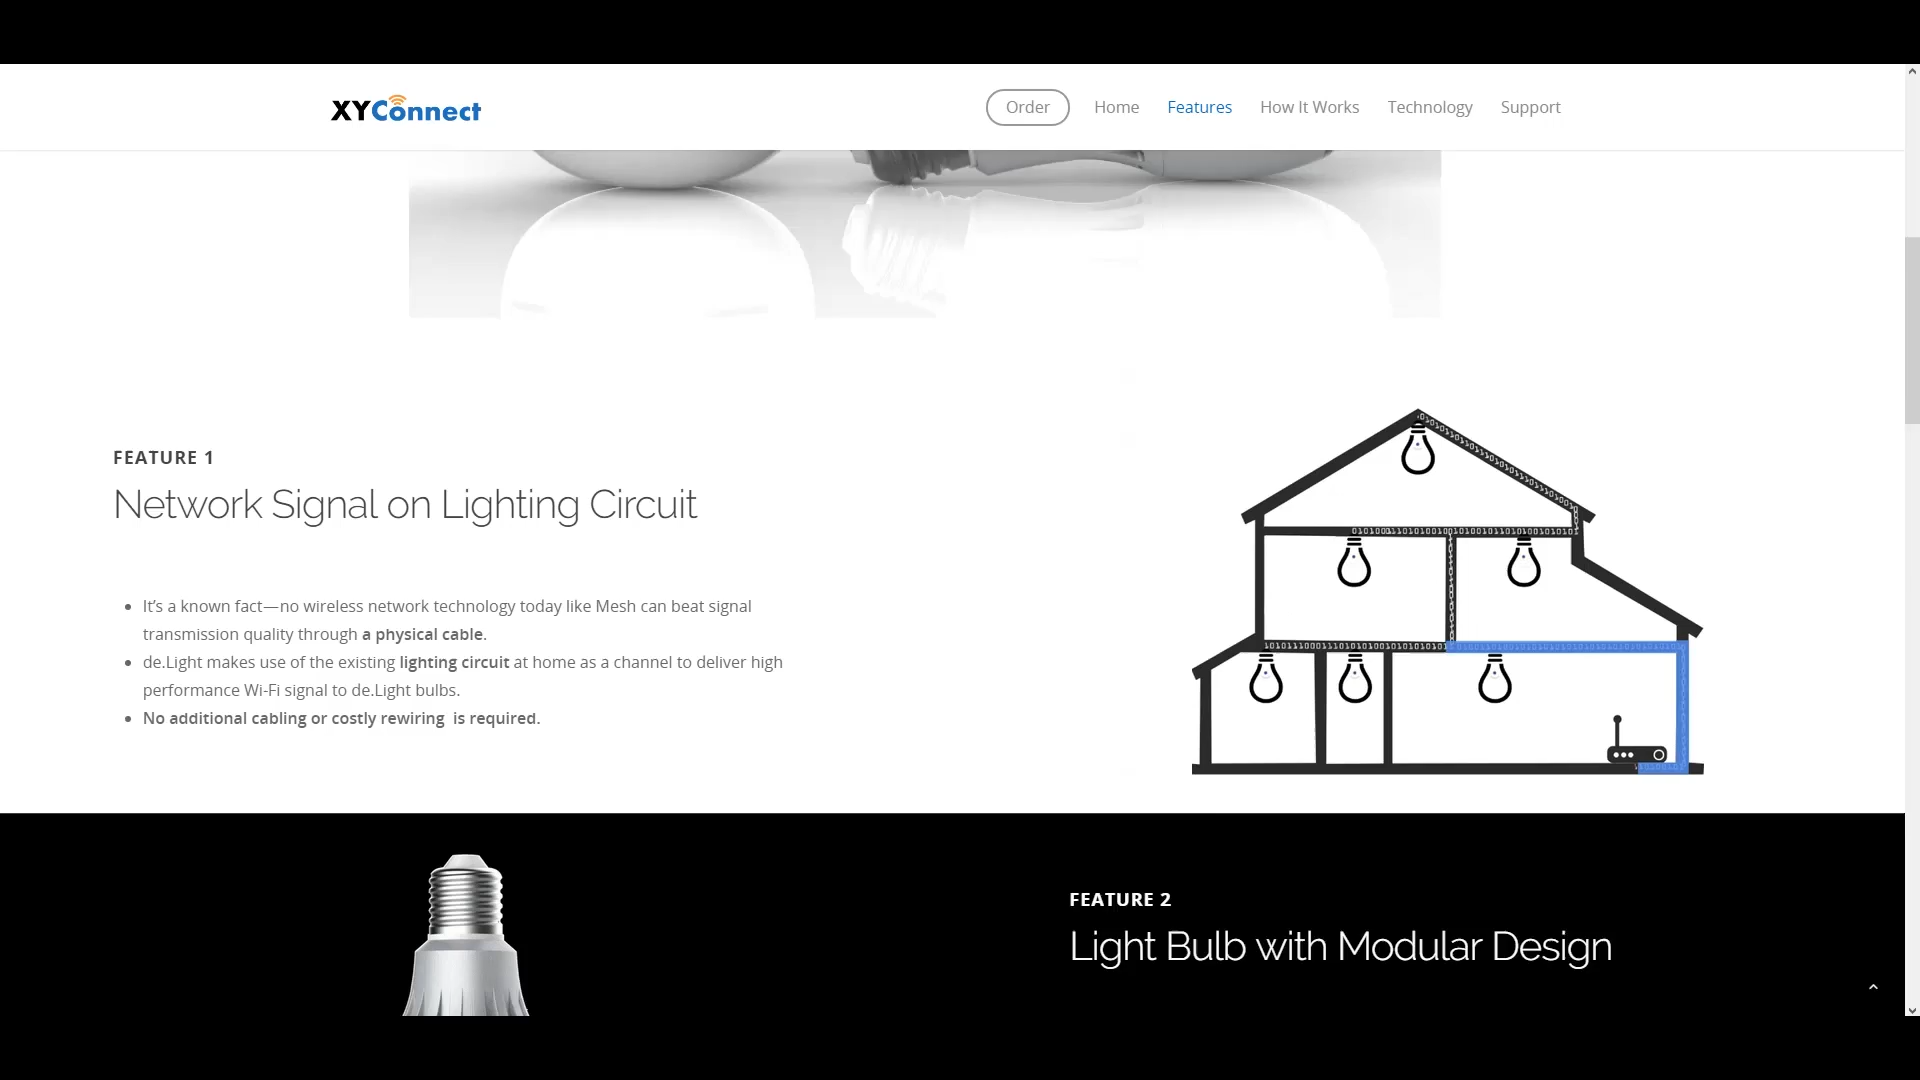 XYConnect
Order Home Features How It Works Technology Support
FEATURE 1
Network Signal on Lighting Circuit
It’s a known fact—no wireless network technology today like Mesh can beat signal
transmission quality through a physical cable.
de.Light makes use of the existing lighting circuit at home as a channel to deliver high
performance Wi-Fi signal to de.Light bulbs.
No additional cabling or costly rewiring  is required.
FEATURE 2
Light Bulb with Modular Design